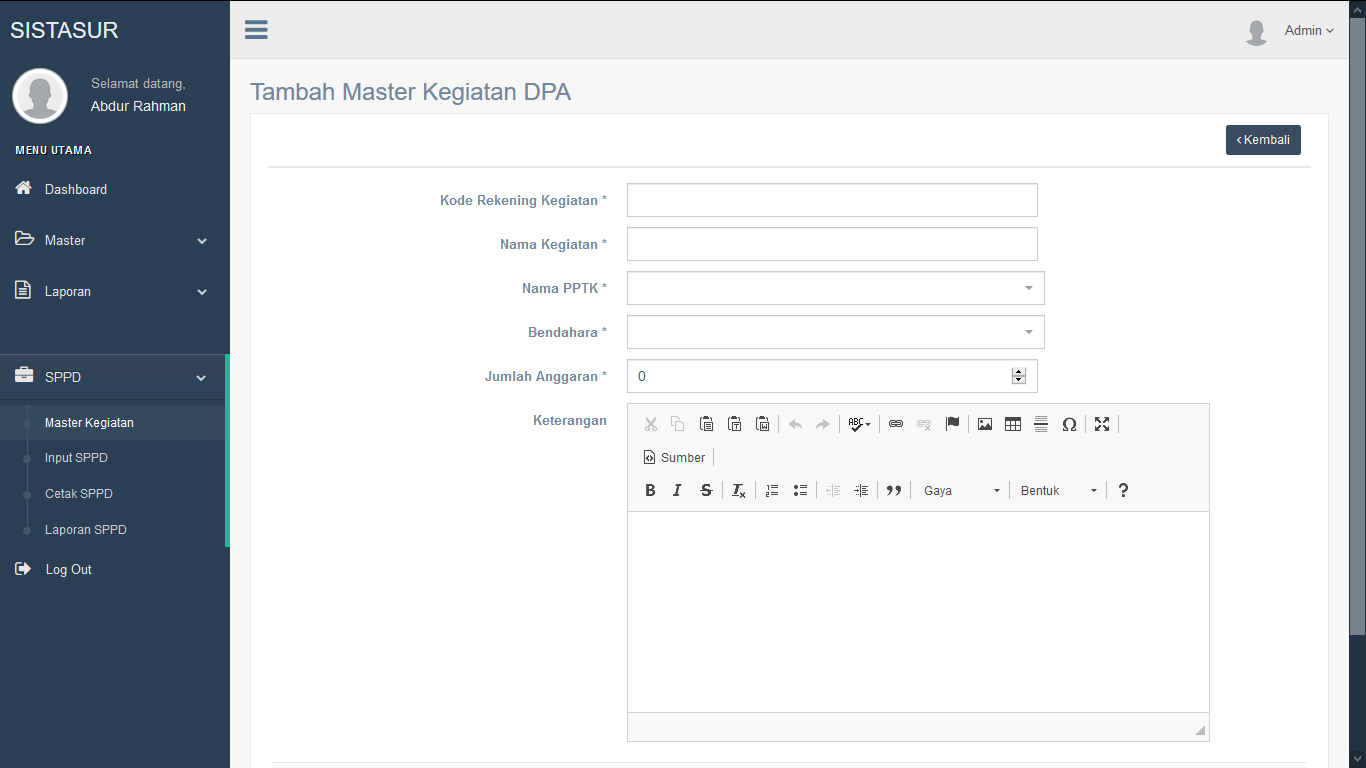 SISTASUR
Admin
Selamat datang,
Abdur Rahman
MENU UTAMA
Dashboard
Master
Laporan
SPPD
Master Kegiatan
Input SPPD
Cetak SPPD
Laporan SPPD
Log Out
Tambah Master Kegiatan DPA
Kembali
Kode Rekening Kegiatan *
Nama Kegiatan *
Nama PPTK *
Bendahara *
Jumlah Anggaran * 0
Keterangan
ABC
Sumber
Gaya Bentuk